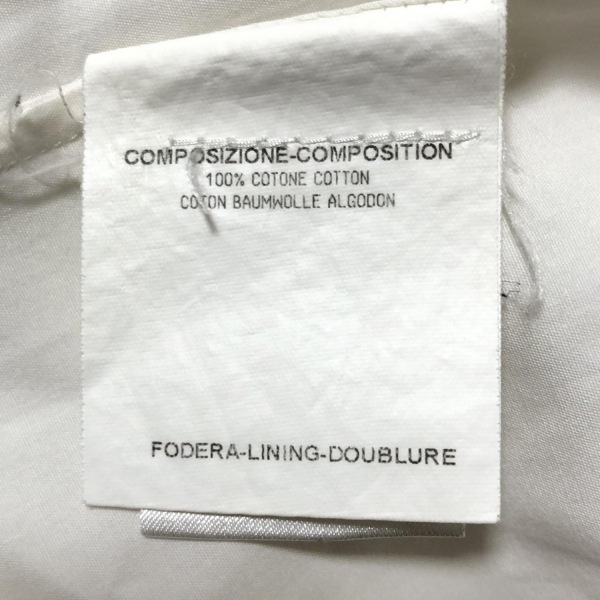 COMPOSIZIONE-COMPOSITION
100% COTONE COTTON
COTON BAUMWOLLE ALGODON
FODERA-LINING-DOUBLURE